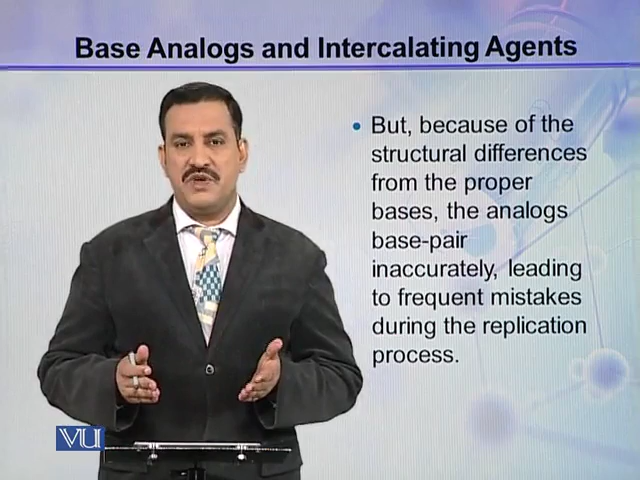 Base Analogs and Intercalating Agents
• But, because of the
structural differences
from the proper
bases, the analogs
base-pair
inaccurately, leading
to frequent mistakes
during the replication
process.
VU